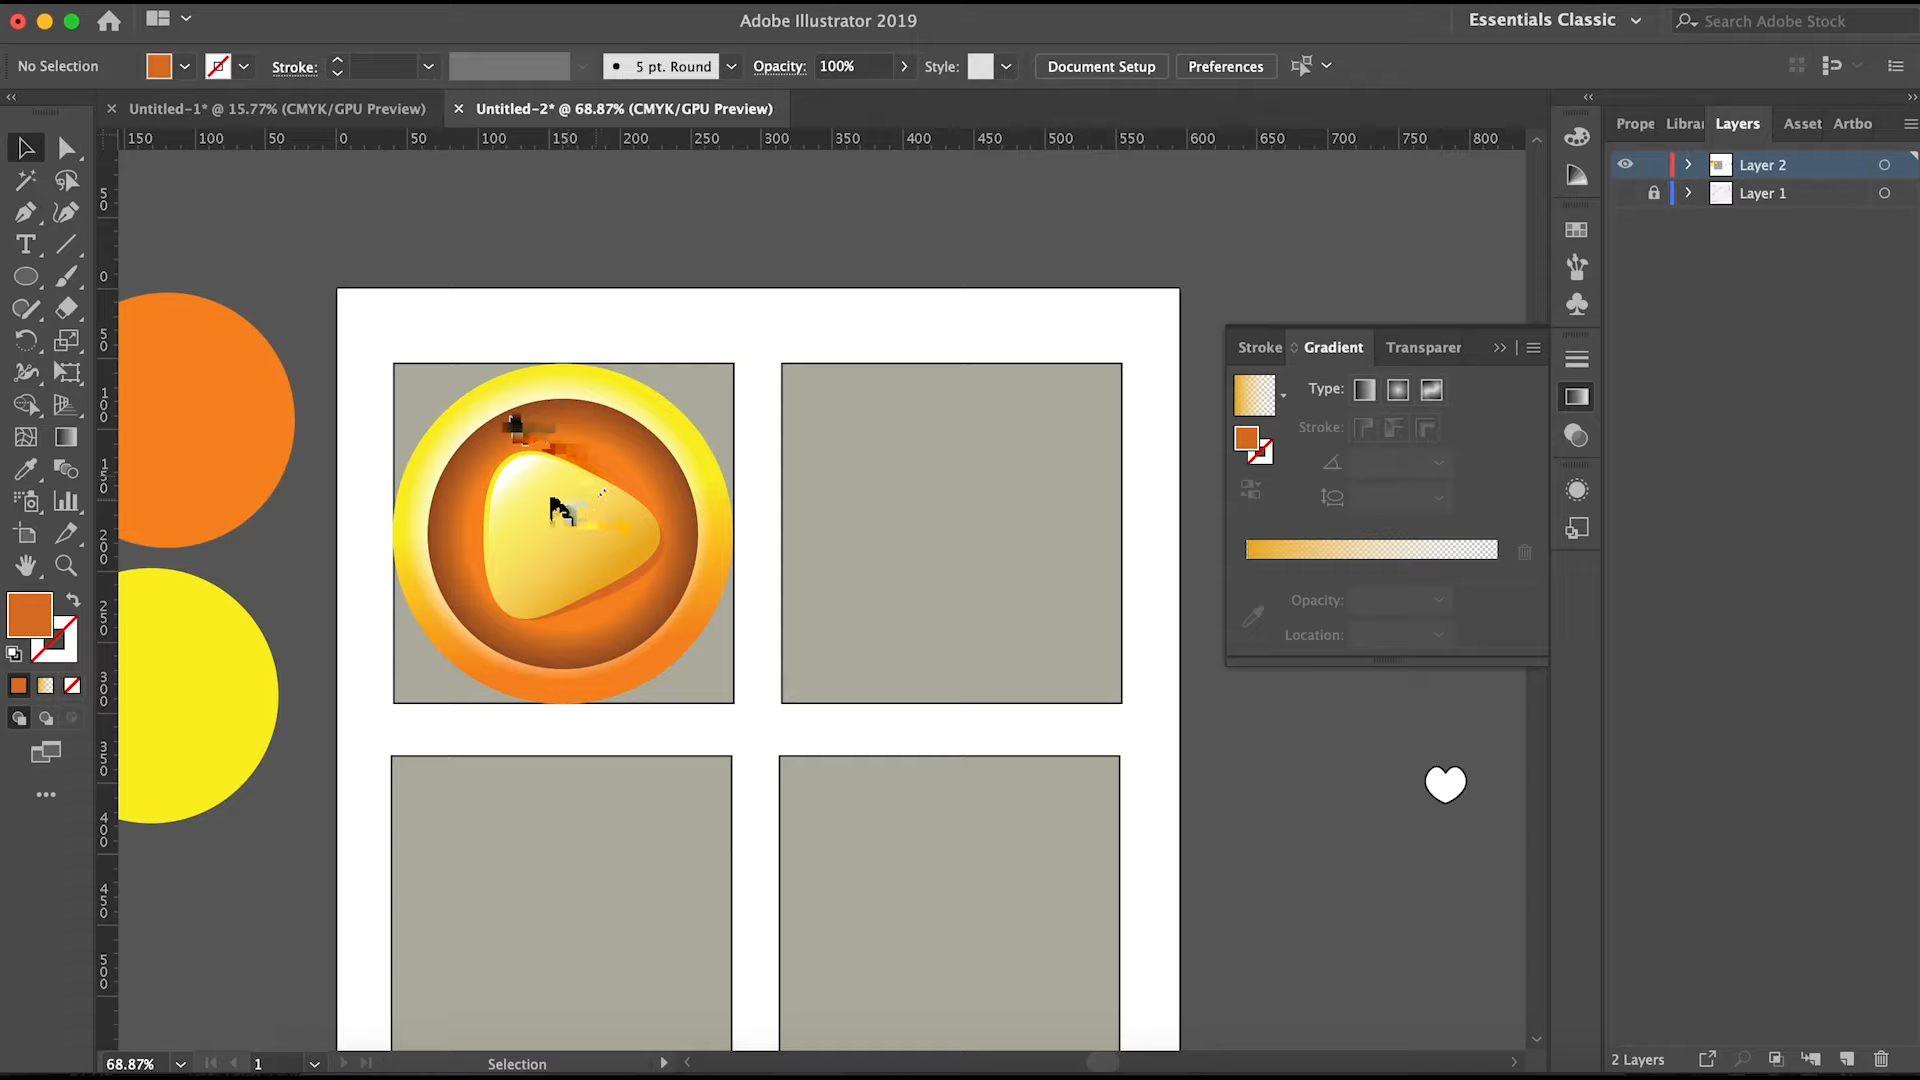 Adobe Illustrator 2019
Essentials Classic
Search Adobe Stock
No Selection
Stroke:
5 pt. Round
Opacity:
100%
Style:
Document Setup
Preferences
Untitled-1* @ 15.77% (CMYK/GPU Preview)
Untitled-2* @ 68.87% (CMYK/GPU Preview)
Prope
Librar
Layers
Asset
Artbo
150 100 50 0 50 100 150 200 250 300 350 400 450 500 550 600 650 700 750 800
50
0
50
100
150
200
250
300
350
400
450
500
Layer 2
Layer 1
Stroke
Gradient
Transparer
Type:
Stroke:
Opacity:
Location:
68.87%
1
Selection
2 Layers